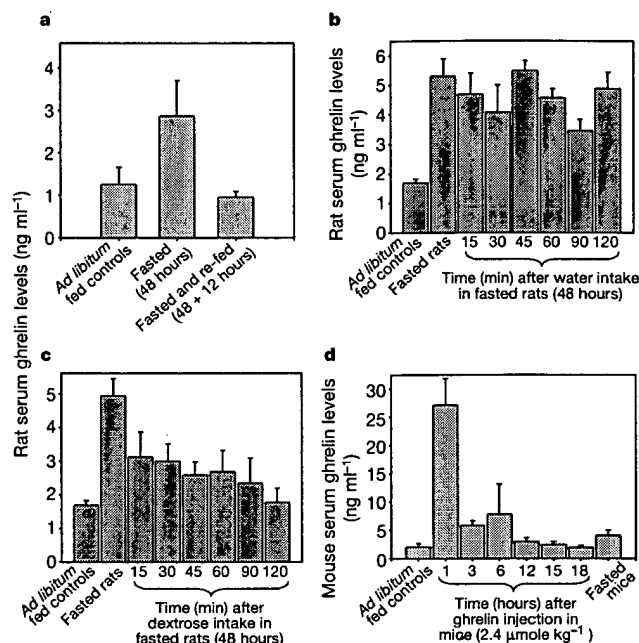 a
Rat serum ghrelin levels (ng ml⁻¹)
4
3
2
1
0
Ad libitum
fed controls
Fasted
(48 hours)
Fasted and re-fed
(48 + 12 hours)
b
Rat serum ghrelin levels
(ng ml⁻¹)
6
5
4
3
2
1
0
Ad libitum
fed controls
Fasted rats
15 30 45 60 90 120
Time (min) after water intake
in fasted rats (48 hours)
c
5
4
3
2
1
0
Ad libitum
fed controls
Fasted rats
15 30 45 60 90 120
Time (min) after
dextrose intake in
fasted rats (48 hours)
d
Mouse serum ghrelin levels
(ng ml⁻¹)
30
25
20
15
10
5
0
Ad libitum
fed controls
1 3 6 12 15 18
Fasted
mice
Time (hours) after
ghrelin injection in
mice (2.4 µmole kg⁻¹)